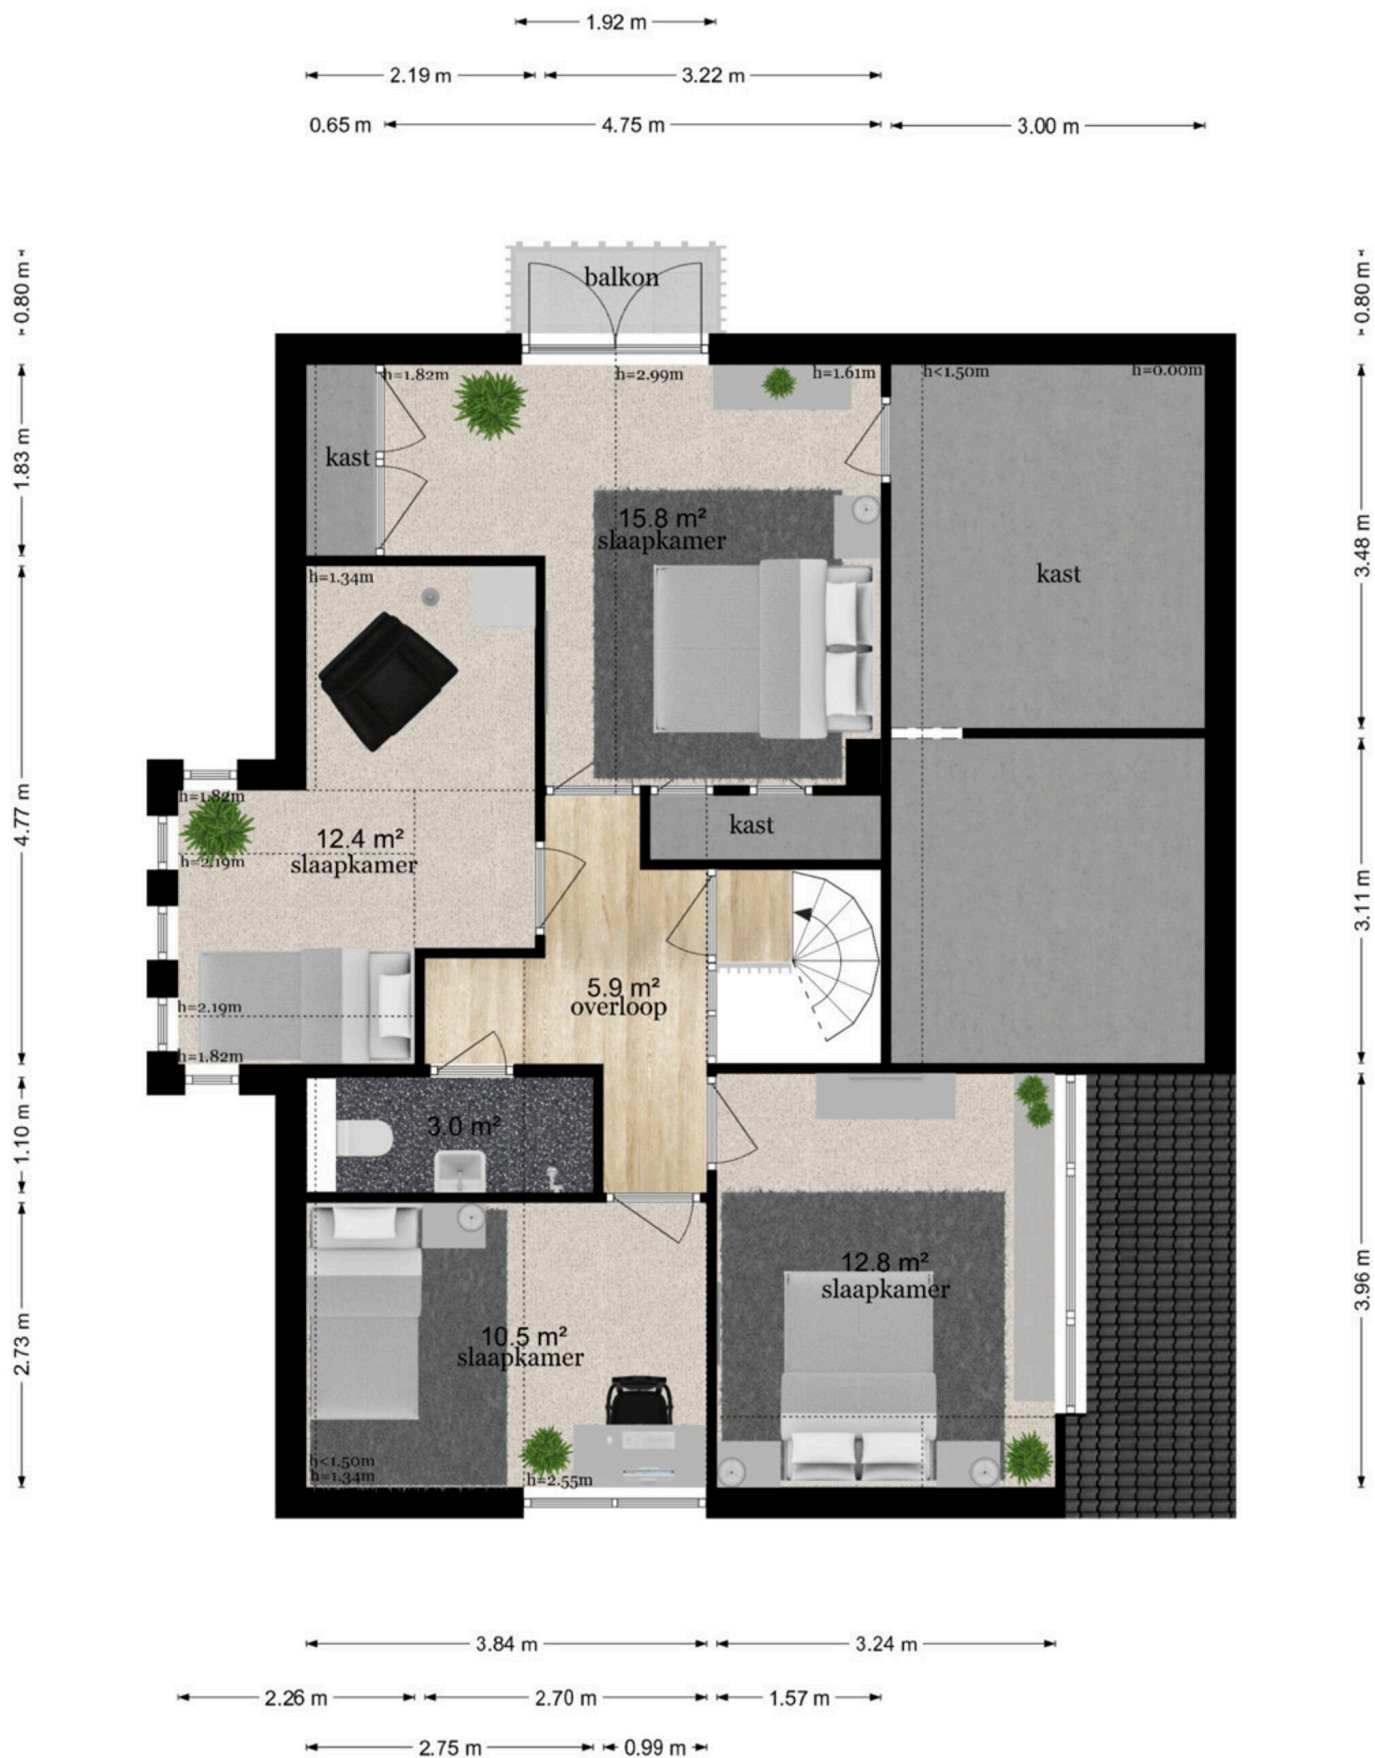 1.92 m
2.19 m
3.22 m
0.65 m
4.75 m
3.00 m
0.80 m
0.80 m
balkon
h=1.82m
h=2.99m
h=1.61m
h<1.50m
h=0.00m
1.83 m
kast
15.8 m²
slaapkamer
3.48 m
kast
h=1.34m
4.77 m
h=1.82m
h=2.19m
12.4 m²
slaapkamer
kast
3.11 m
5.9 m²
overloop
h=2.19m
h=1.82m
1.10 m
3.0 m²
12.8 m²
slaapkamer
3.96 m
2.73 m
10.5 m²
slaapkamer
h<1.50m
h=1.34m
h=2.55m
3.84 m
3.24 m
2.26 m
2.70 m
1.57 m
2.75 m
0.99 m